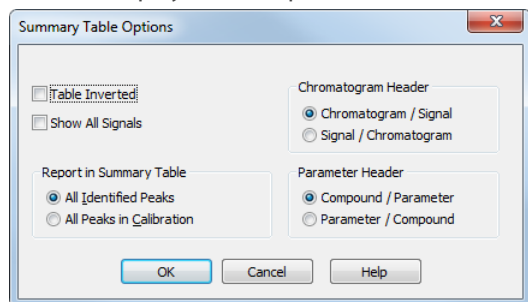 Summary Table Options
Table Inverted
Show All Signals
Chromatogram Header
Chromatogram / Signal
Signal / Chromatogram
Report in Summary Table
All Identified Peaks
All Peaks in Calibration
Parameter Header
Compound / Parameter
Parameter / Compound
OK
Cancel
Help